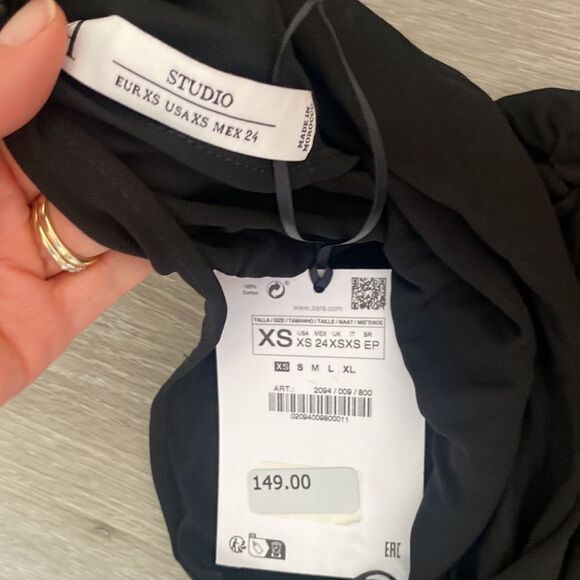 STUDIO
EUR XS USA XS MEX 24
MADE IN
MOROCCO
100%
Cotton
www.zara.com
TALLA / SIZE / TAMANHO / TAILLE / MAAT / МЕГЕВОЕ
XS
USA MEX UK IT BR
XS 24 XS XS EP
XS S M L XL
ART.: 2094 / 009 / 800
02094009800011
149.00
EAC